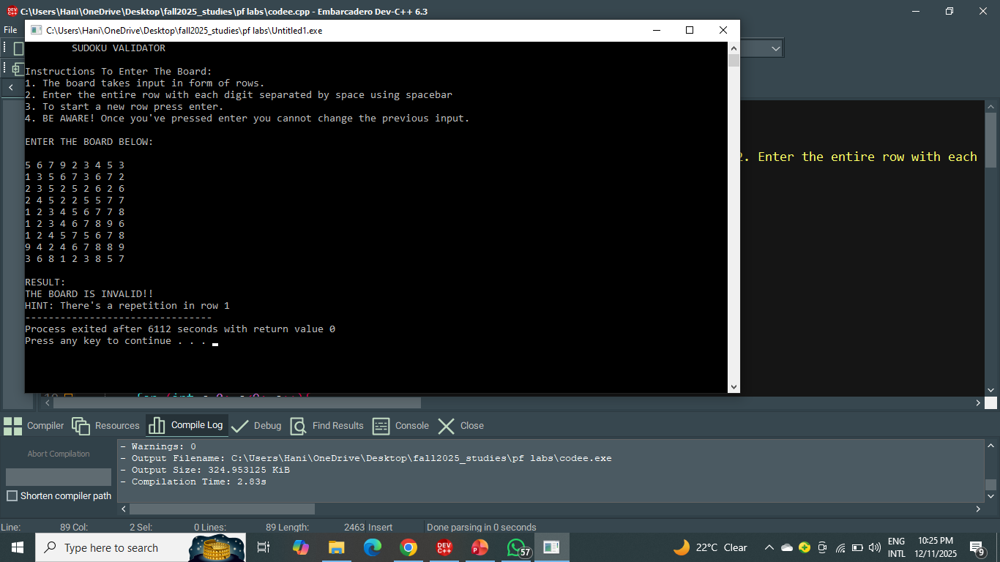 C:\Users\Hani\OneDrive\Desktop\fall2025_studies\pf labs\codee.cpp - Embarcadero Dev-C++ 6.3
File
C:\Users\Hani\OneDrive\Desktop\fall2025_studies\pf labs\Untitled1.exe
SUDOKU VALIDATOR
Instructions To Enter The Board:
1. The board takes input in form of rows.
2. Enter the entire row with each digit separated by space using spacebar
3. To start a new row press enter.
4. BE AWARE! Once you've pressed enter you cannot change the previous input.
ENTER THE BOARD BELOW:
5 6 7 9 2 3 4 5 3
1 3 5 6 7 3 6 7 2
2 3 5 2 5 2 6 2 6
2 4 5 2 2 5 5 7 7
1 2 3 4 5 6 7 7 8
1 2 3 4 6 7 8 9 6
1 2 4 5 7 5 6 7 8
9 4 2 4 6 7 8 8 9
3 6 8 1 2 3 8 5 7
RESULT:
THE BOARD IS INVALID!!
HINT: There's a repetition in row 1
--------------------------------
Process exited after 6112 seconds with return value 0
Press any key to continue . . .
2. Enter the entire row with each
Compiler Resources Compile Log Debug Find Results Console Close
Abort Compilation
Shorten compiler path
- Warnings: 0
- Output Filename: C:\Users\Hani\OneDrive\Desktop\fall2025_studies\pf labs\codee.exe
- Output Size: 324.953125 KiB
- Compilation Time: 2.83s
Line: 89 Col: 2 Sel: 0 Lines: 89 Length: 2463 Insert Done parsing in 0 seconds
Type here to search
DEV C++
57
22°C Clear
ENG
INTL
10:25 PM
12/11/2025
9